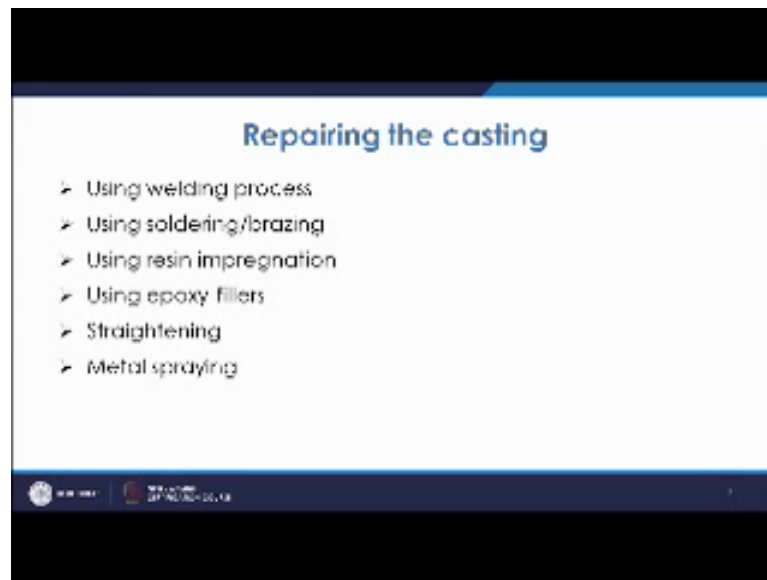 Repairing the casting
➢ Using welding process
➢ Using soldering/brazing
➢ Using resin impregnation
➢ Using epoxy fillers
➢ Straightening
➢ Metal spraying